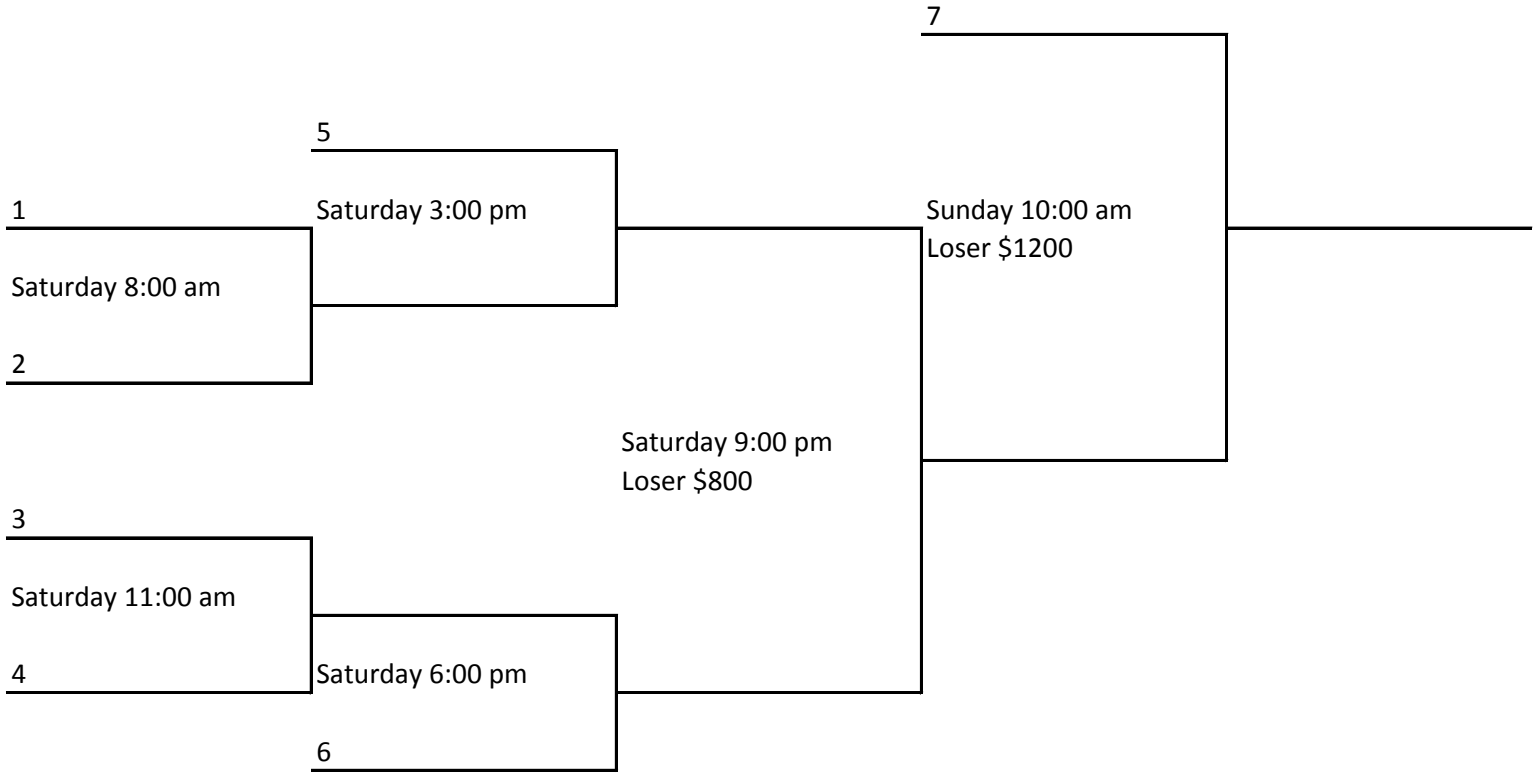 7
5
1
Saturday 3:00 pm
Sunday 10:00 am
Loser $1200
Saturday 8:00 am
2
Saturday 9:00 pm
Loser $800
3
Saturday 11:00 am
4
Saturday 6:00 pm
6